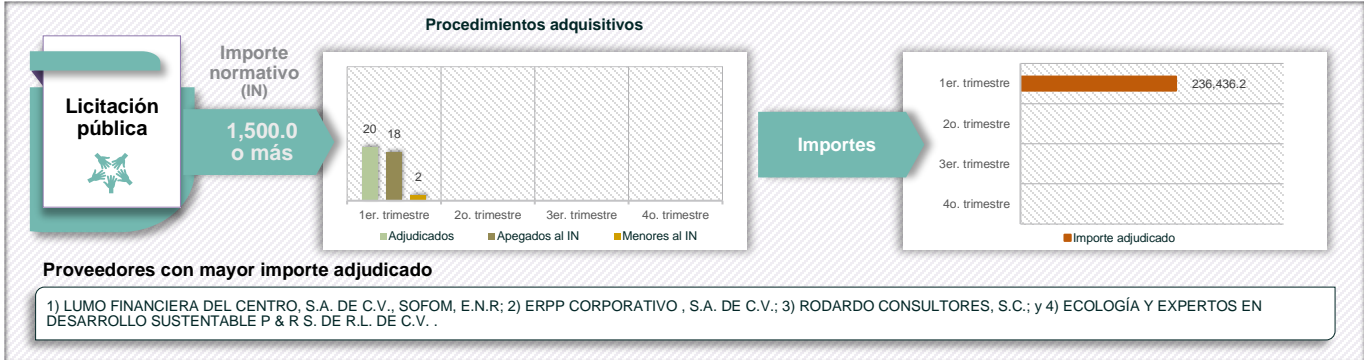 Procedimientos adquisitivos
Licitación
pública
Importe
normativo
(IN)
1,500.0
o más
20
18
2
1er. trimestre
2o. trimestre
3er. trimestre
4o. trimestre
Adjudicados
Apegados al IN
Menores al IN
Importes
1er. trimestre
236,436.2
2o. trimestre
3er. trimestre
4o. trimestre
Importe adjudicado
Proveedores con mayor importe adjudicado
1) LUMO FINANCIERA DEL CENTRO, S.A. DE C.V., SOFOM, E.N.R; 2) ERPP CORPORATIVO , S.A. DE C.V.; 3) RODARDO CONSULTORES, S.C.; y 4) ECOLOGÍA Y EXPERTOS EN
DESARROLLO SUSTENTABLE P & R S. DE R.L. DE C.V. .